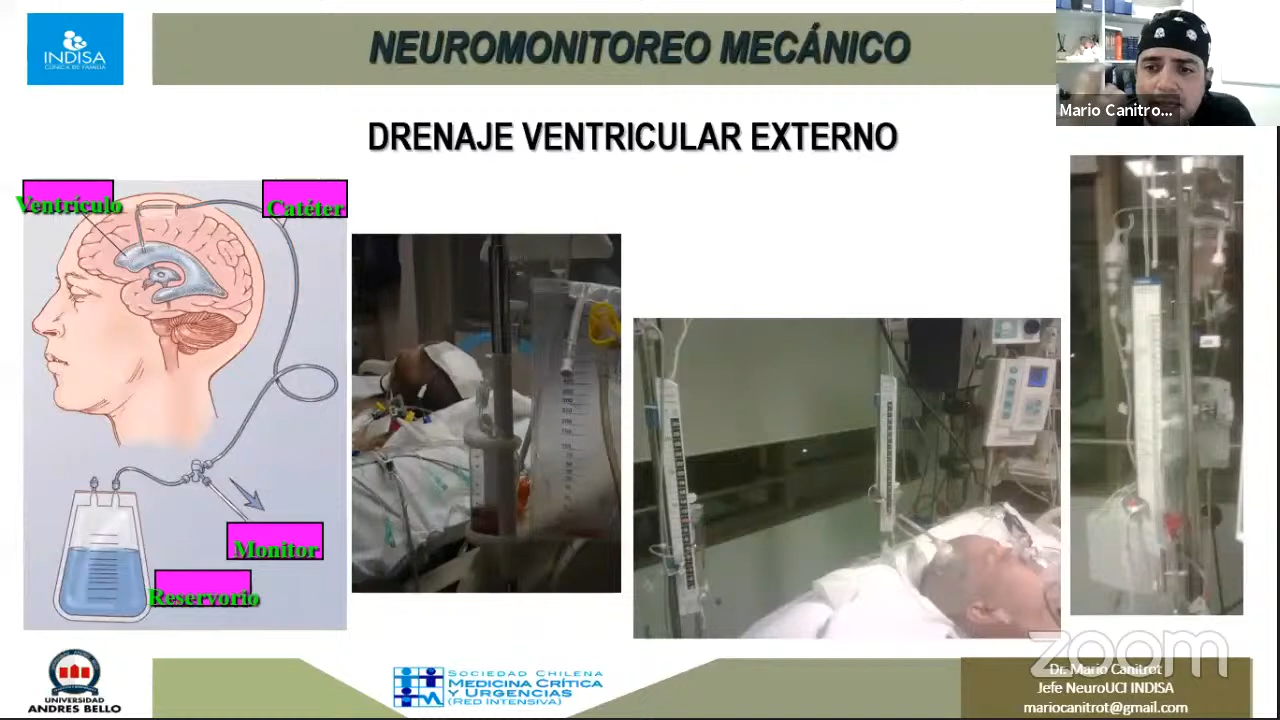 INDISA
CLÍNICA DE FAMILIA
NEUROMONITOREO MECÁNICO
Mario Canitro...
DRENAJE VENTRICULAR EXTERNO
Ventrículo
Catéter
Monitor
Reservorio
UNIVERSIDAD
ANDRES BELLO
SOCIEDAD CHILENA
MEDICINA CRÍTICA
Y URGENCIAS
(RED INTENSIVA)
zoom
Dr. Mario Canitrot
Jefe NeuroUCI INDISA
mariocanitrot@gmail.com